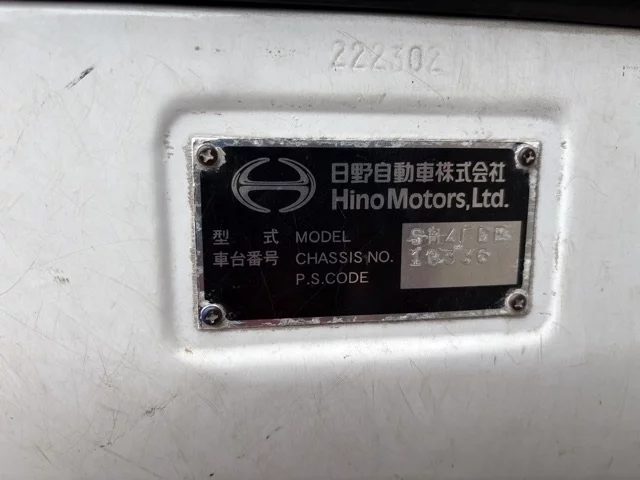 222302
日野自動車株式会社
Hino Motors, Ltd.
型 式 MODEL
車台番号 CHASSIS NO.
P.S.CODE